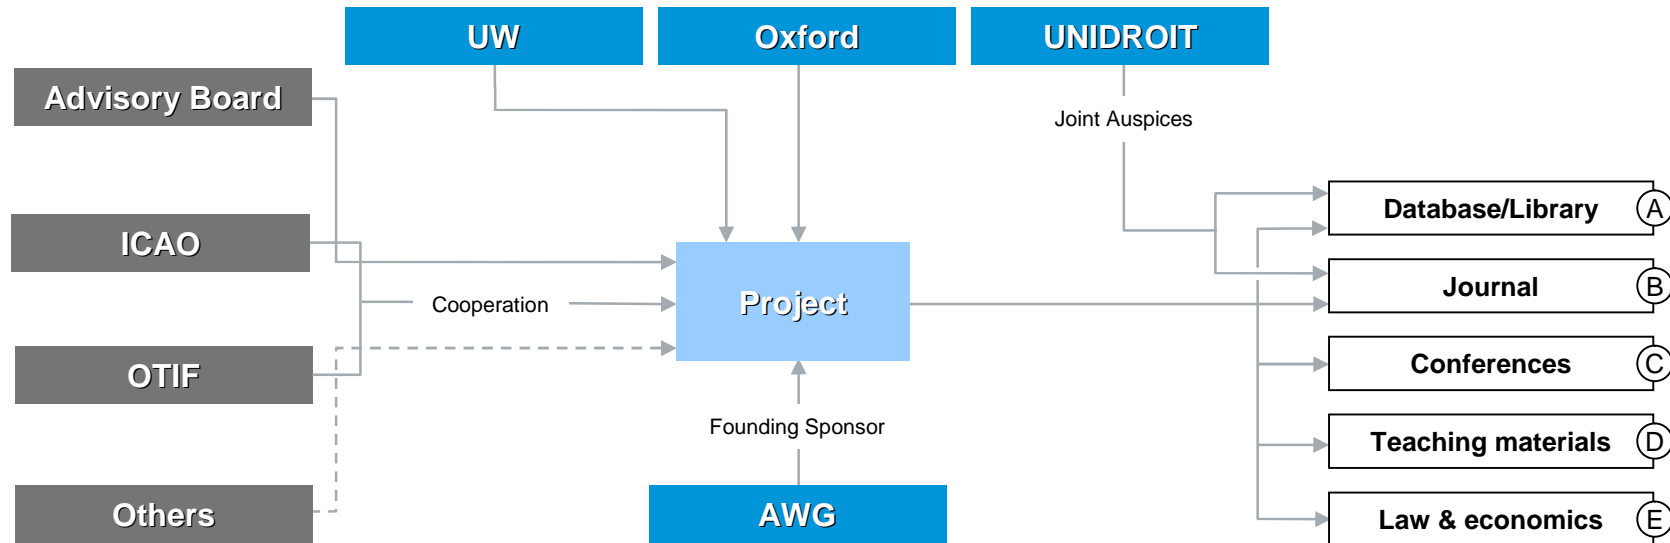 UW
Oxford
UNIDROIT
Advisory Board
Joint Auspices
Database/Library
A
ICAO
Journal
B
Cooperation
Project
Conferences
C
OTIF
Founding Sponsor
Teaching materials
D
Others
AWG
Law & economics
E